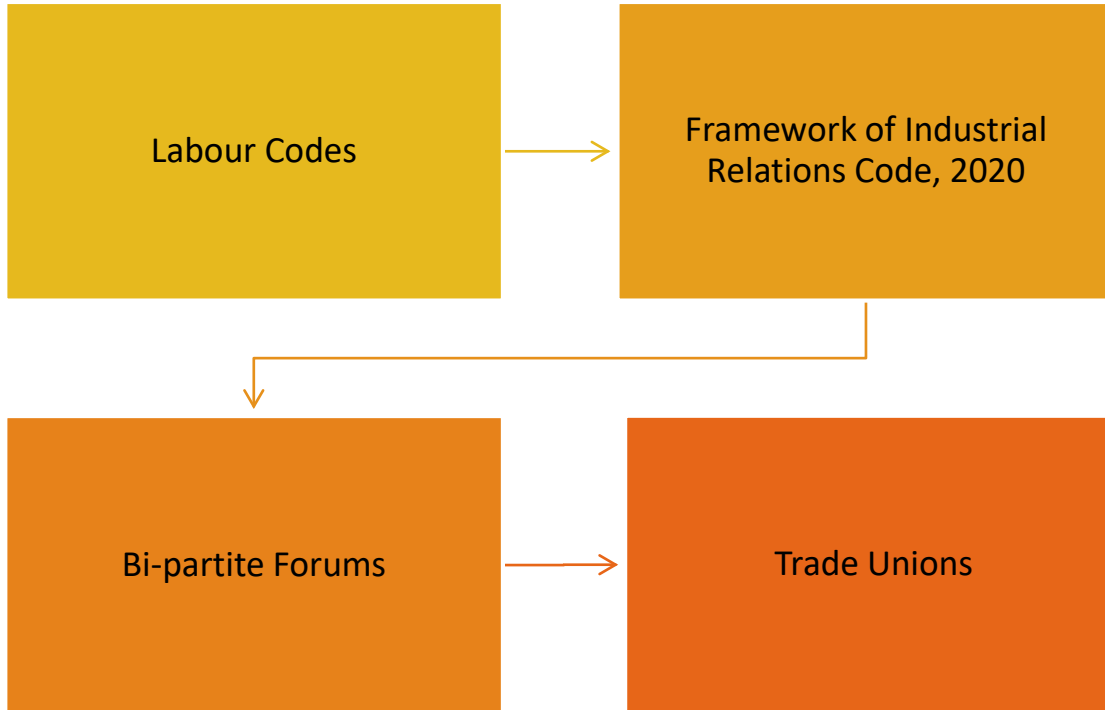 Labour Codes
Framework of Industrial
Relations Code, 2020
Bi-partite Forums
Trade Unions